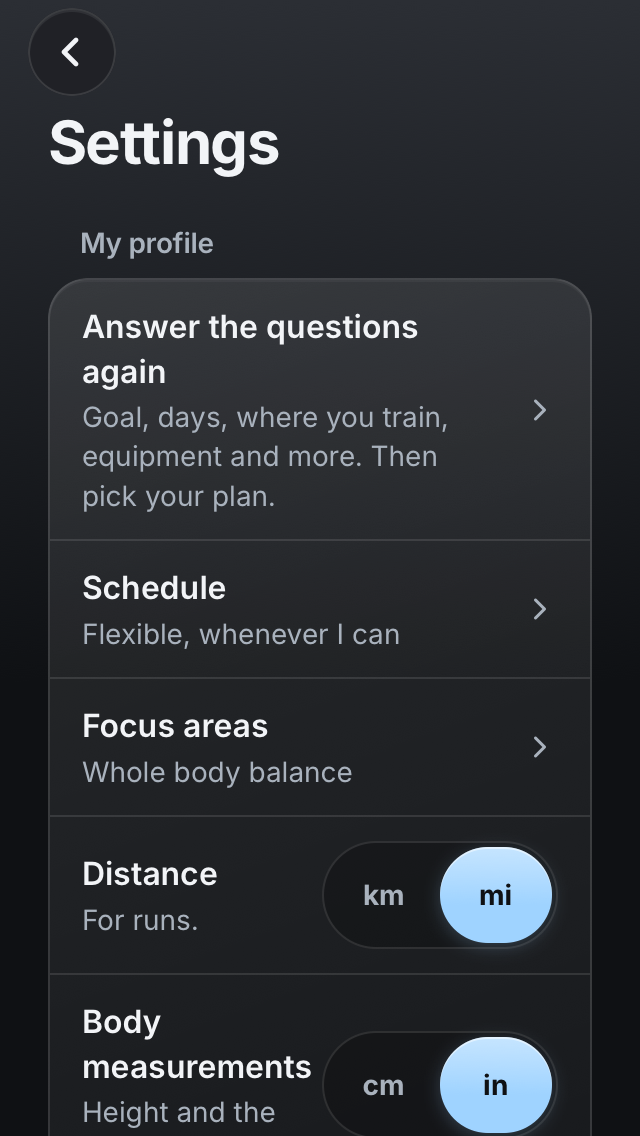 Settings
My profile
Answer the questions
again
Goal, days, where you train,
equipment and more. Then
pick your plan.
Schedule
Flexible, whenever I can
Focus areas
Whole body balance
Distance
For runs.
km
mi
Body
measurements
Height and the
cm
in